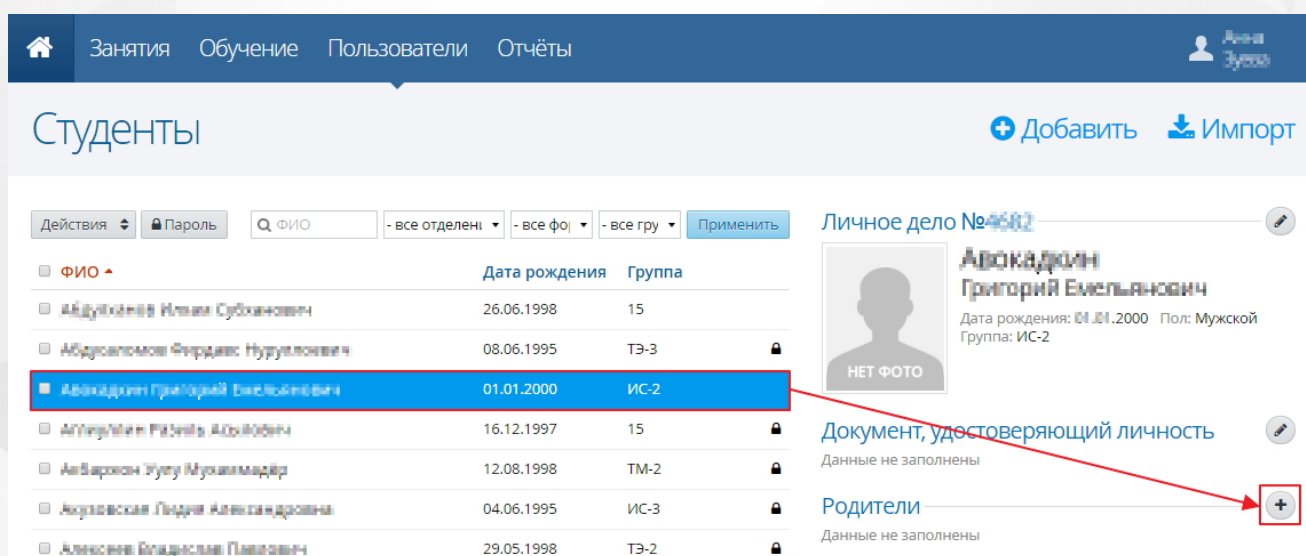 Занятия Обучение Пользователи Отчёты
Студенты
Добавить Импорт
Действия Пароль ФИО - все отделені - все фо - все гру Применить
ФИО Дата рождения Группа
26.06.1998 15
08.06.1995 ТЭ-3
01.01.2000 ИС-2
16.12.1997 15
12.08.1998 ТМ-2
04.06.1995 ИС-3
29.05.1998 ТЭ-2
Личное дело №
Авокадкин
Григорий Емельянович
Дата рождения: .2000 Пол: Мужской
Группа: ИС-2
НЕТ ФОТО
Документ, удостоверяющий личность
Данные не заполнены
Родители
Данные не заполнены